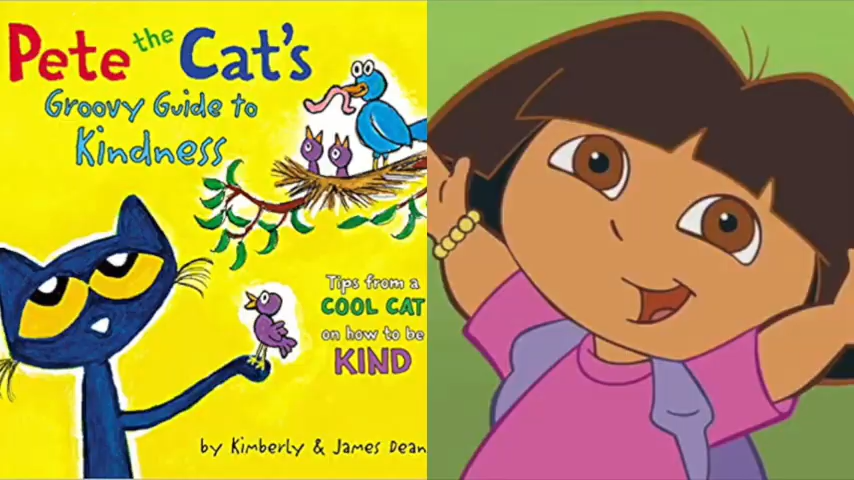 Pete the Cat's
Groovy Guide to
Kindness
Tips from a
COOL CAT
on how to be
KIND
by Kimberly & James Dean